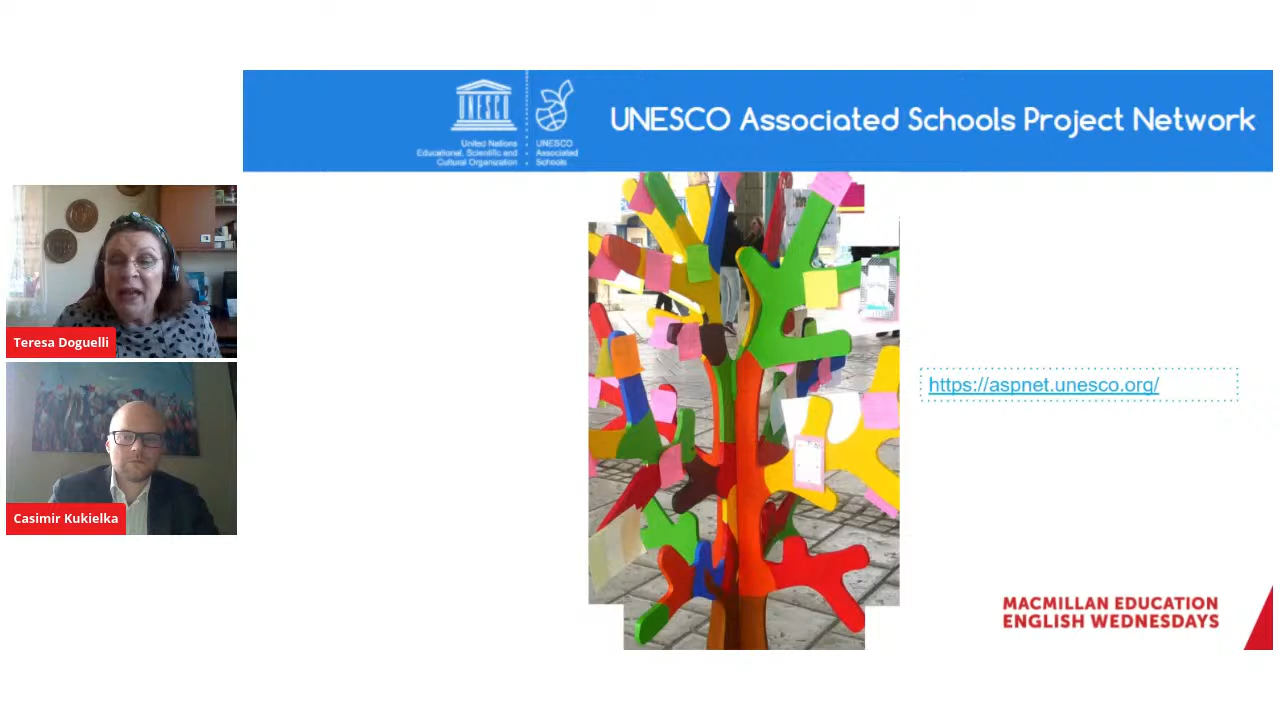 UNESCO
United Nations
Educational, Scientific and
Cultural Organization
UNESCO
Associated
Schools
UNESCO Associated Schools Project Network
Teresa Doguelli
Casimir Kukielka
https://aspnet.unesco.org/
MACMILLAN EDUCATION
ENGLISH WEDNESDAYS